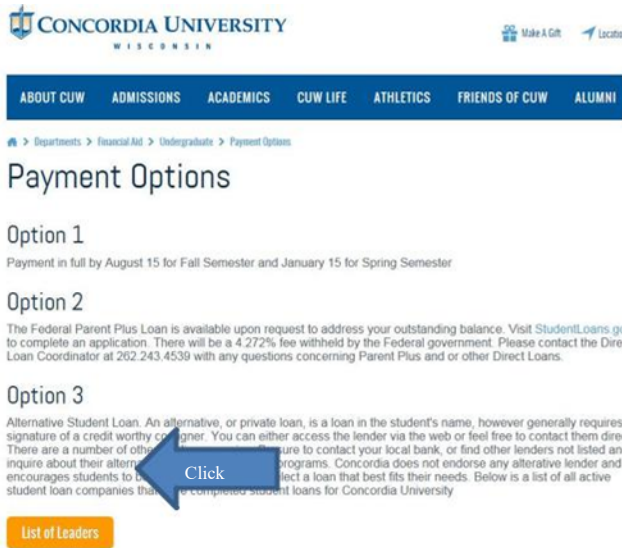 CONCORDIA UNIVERSITY
WISCONSIN
Make A Gift Locatio
ABOUT CUW ADMISSIONS ACADEMICS CUW LIFE ATHLETICS FRIENDS OF CUW ALUMNI
> Departments > Financial Aid > Undergraduate > Payment Options
Payment Options
Option 1
Payment in full by August 15 for Fall Semester and January 15 for Spring Semester
Option 2
The Federal Parent Plus Loan is available upon request to address your outstanding balance. Visit StudentLoans.go
to complete an application. There will be a 4.272% fee withheld by the Federal government. Please contact the Dire
Loan Coordinator at 262.243.4539 with any questions concerning Parent Plus and or other Direct Loans.
Option 3
Alternative Student Loan. An alternative, or private loan, is a loan in the student's name, however generally requires
signature of a credit worthy co-signer. You can either access the lender via the web or feel free to contact them direc
There are a number of othe sure to contact your local bank, or find other lenders not listed an
inquire about their altern programs. Concordia does not endorse any alterative lender and
encourages students to lect a loan that best fits their needs. Below is a list of all active
student loan companies tha completed student loans for Concordia University
Click
List of Leaders